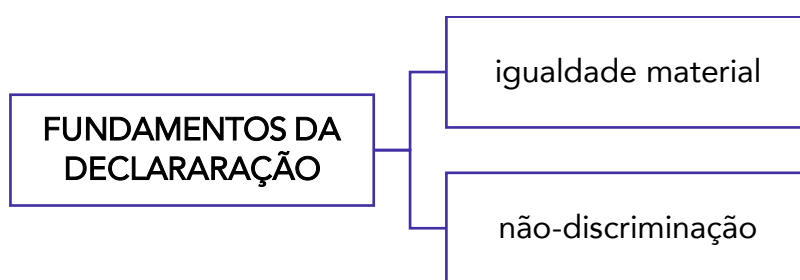 FUNDAMENTOS DA
DECLARARAÇÃO
igualdade material
não-discriminação